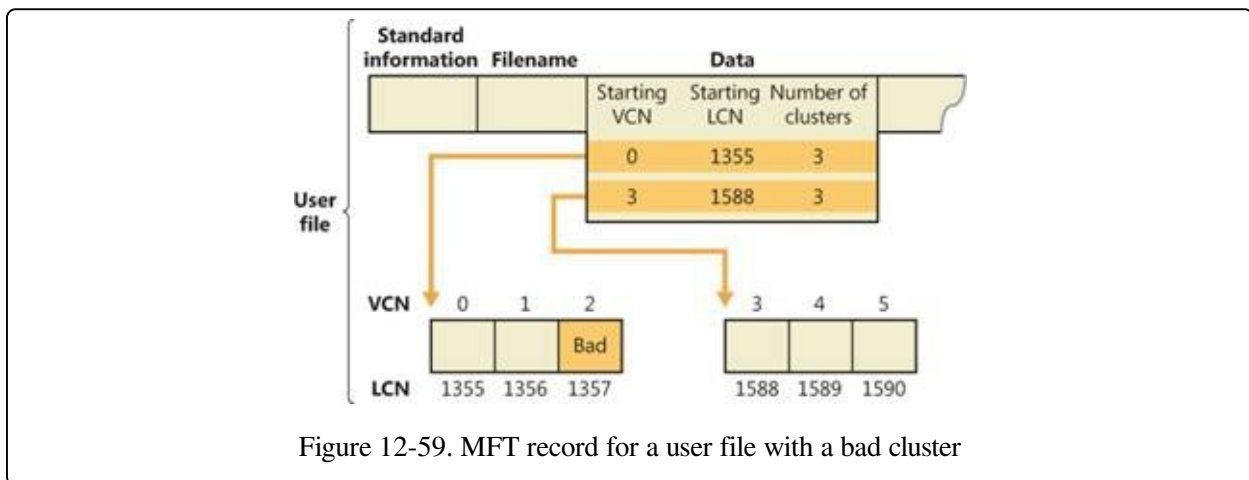 Standard
information Filename Data
Starting Starting Number of
VCN LCN clusters
0 1355 3
3 1588 3
User
file
VCN 0 1 2 3 4 5
Bad
LCN 1355 1356 1357 1588 1589 1590
Figure 12-59. MFT record for a user file with a bad cluster